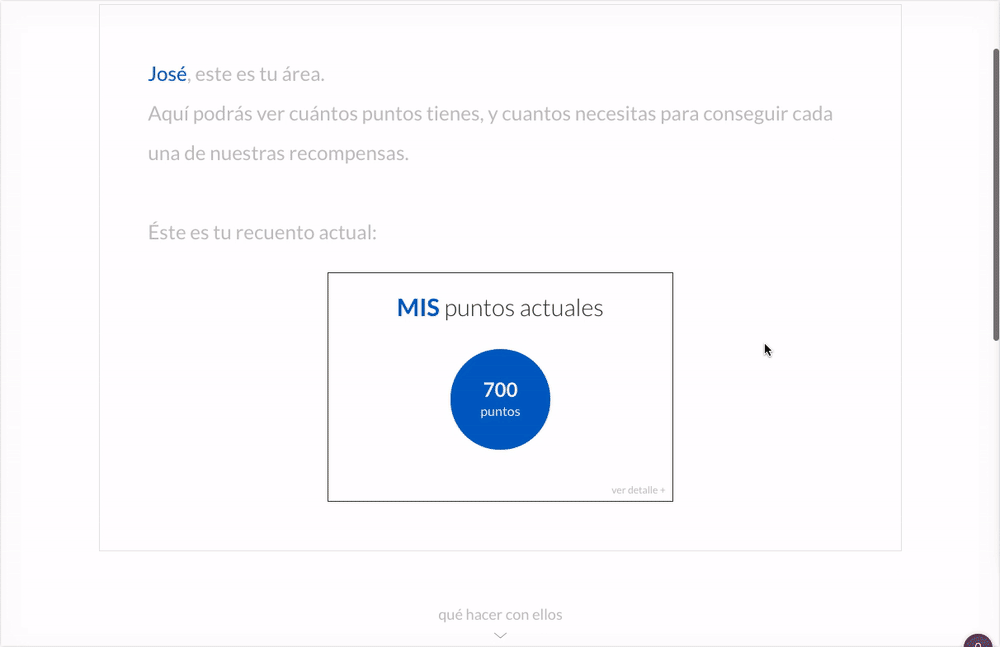 José, este es tu área.
Aquí podrás ver cuántos puntos tienes, y cuantos necesitas para conseguir cada
una de nuestras recompensas.
Éste es tu recuento actual:
MIS puntos actuales
700
puntos
ver detalle +
qué hacer con ellos